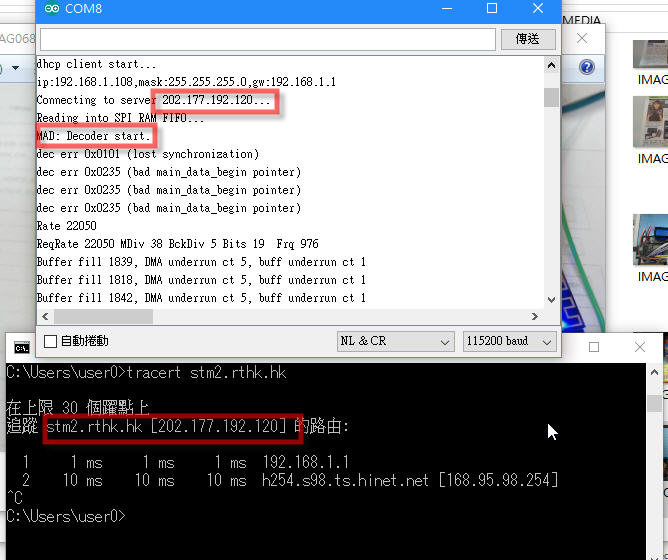 COM8
MEDIA
AG068
傳送
dhcp client start...
ip:192.168.1.108,mask:255.255.255.0,gw:192.168.1.1
Connecting to server 202.177.192.120...
Reading into SPI RAM FIFO...
MAD: Decoder start.
dec err 0x0101 (lost synchronization)
dec err 0x0235 (bad main_data_begin pointer)
dec err 0x0235 (bad main_data_begin pointer)
dec err 0x0235 (bad main_data_begin pointer)
Rate 22050
ReqRate 22050 MDiv 38 BckDiv 5 Bits 19  Frq 976
Buffer fill 1839, DMA underrun ct 5, buff underrun ct 1
Buffer fill 1818, DMA underrun ct 5, buff underrun ct 1
Buffer fill 1842, DMA underrun ct 5, buff underrun ct 1
自動捲動
NL & CR
115200 baud
IMAG
IMAG
IMAG
C:\Users\user0>tracert stm2.rthk.hk
在上限 30 個躍點上
追蹤 stm2.rthk.hk [202.177.192.120] 的路由:
1 1 ms 1 ms 1 ms 192.168.1.1
2 10 ms 10 ms 10 ms h254.s98.ts.hinet.net [168.95.98.254]
^C
C:\Users\user0>